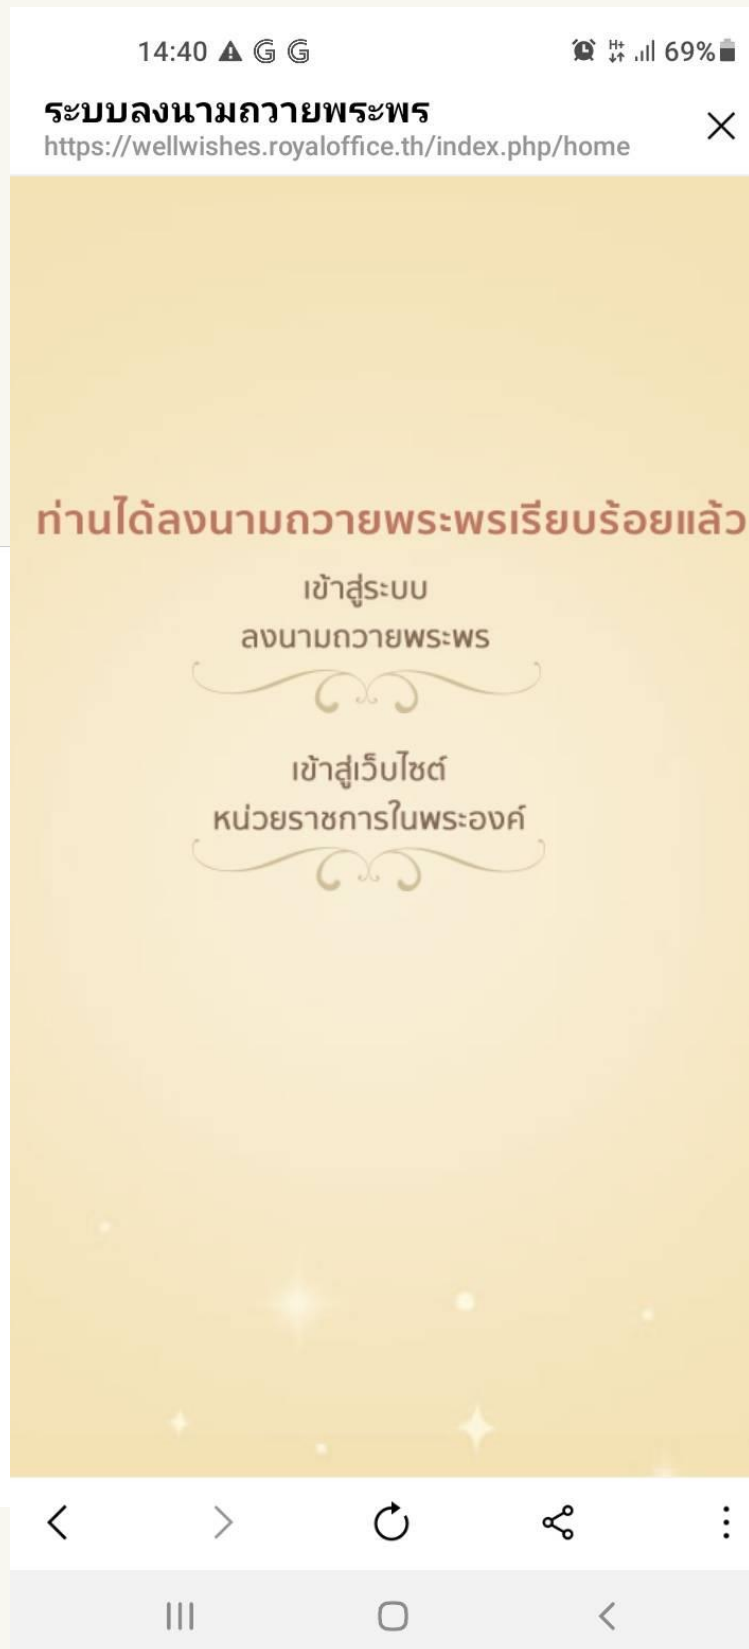 14:40 G G 69%
ระบบลงนามถวายพระพร
https://wellwishes.royaloffice.th/index.php/home
ท่านได้ลงนามถวายพระพรเรียบร้อยแล้ว
เข้าสู่ระบบ
ลงนามถวายพระพร
เข้าสู่เว็บไซต์
หน่วยราชการในพระองค์